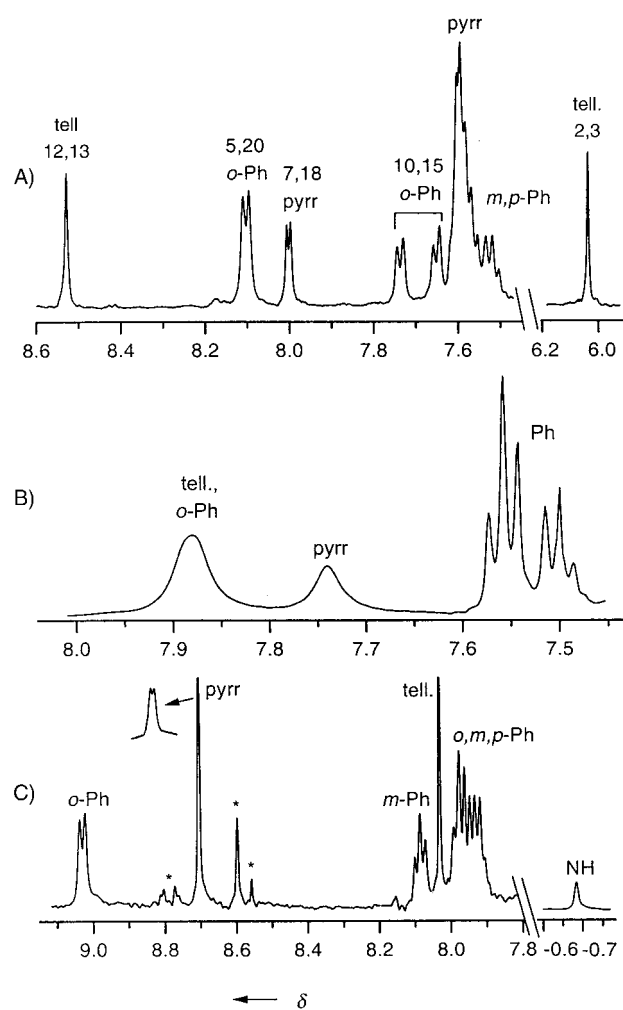 pyrr
tell
12,13
5,20
o-Ph
7,18
pyrr
10,15
o-Ph
m,p-Ph
tell.
2,3
A)
8.6 8.4 8.2 8.0 7.8 7.6 6.2 6.0
B)
tell.,
o-Ph
pyrr
Ph
8.0 7.9 7.8 7.7 7.6 7.5
C)
pyrr
tell.
o,m,p-Ph
o-Ph
m-Ph
* * *
NH
9.0 8.8 8.6 8.4 8.2 8.0 7.8 -0.6 -0.7
← δ